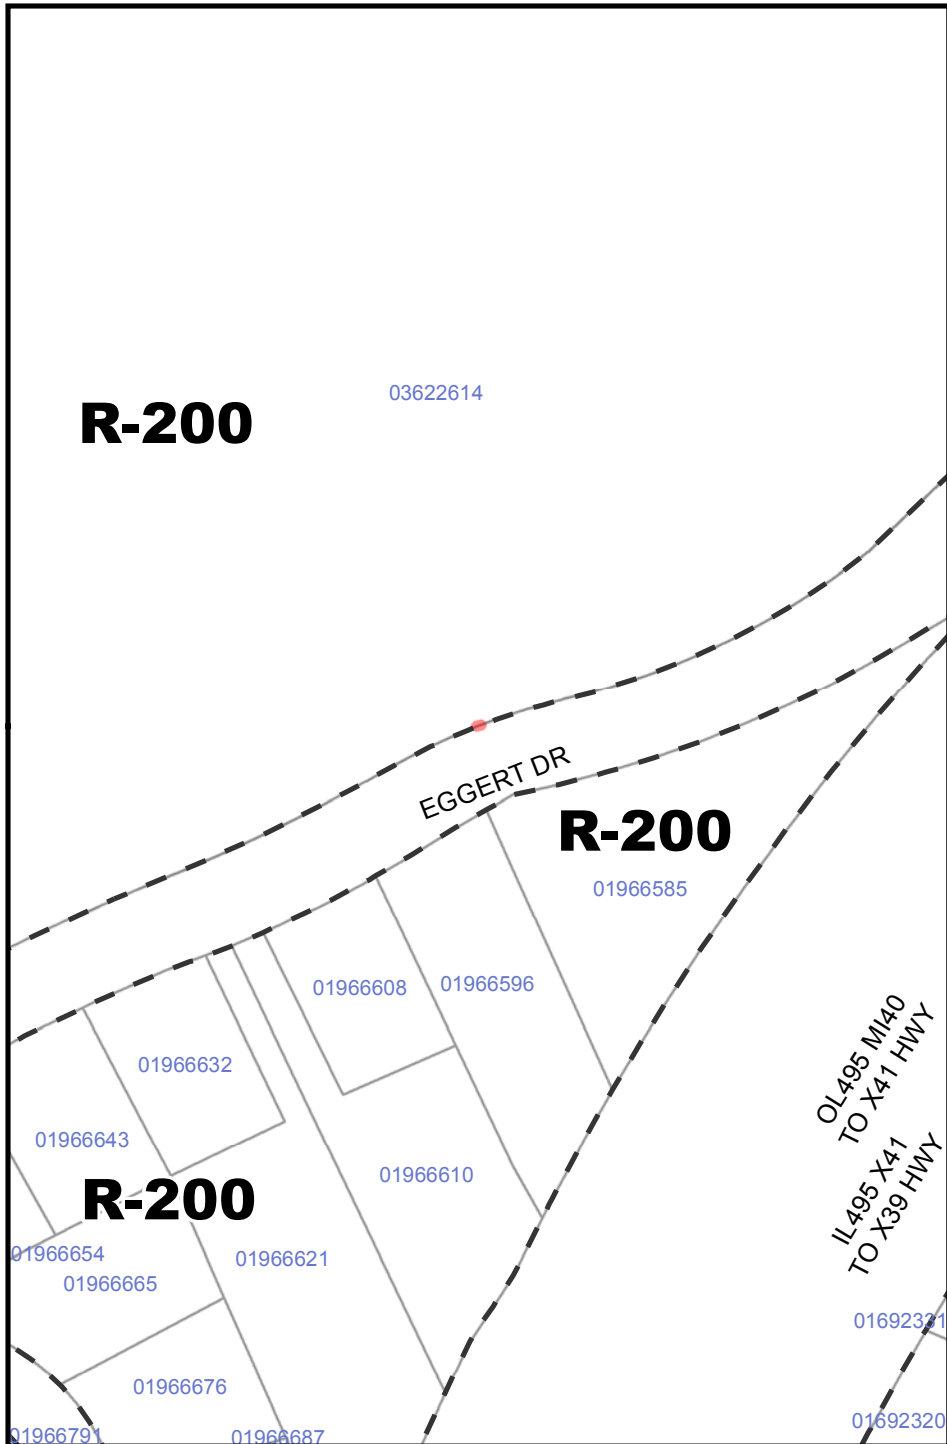 03622614
R-200
EGGERT DR
R-200
01966585
01966596
01966608
OL495 MI40
TO X41 HWY
01966632
01966643
IL495 X41
TO X39 HWY
01966610
R-200
01966654
01966621
01966665
01692331
01966676
01692320
01966791
01966687